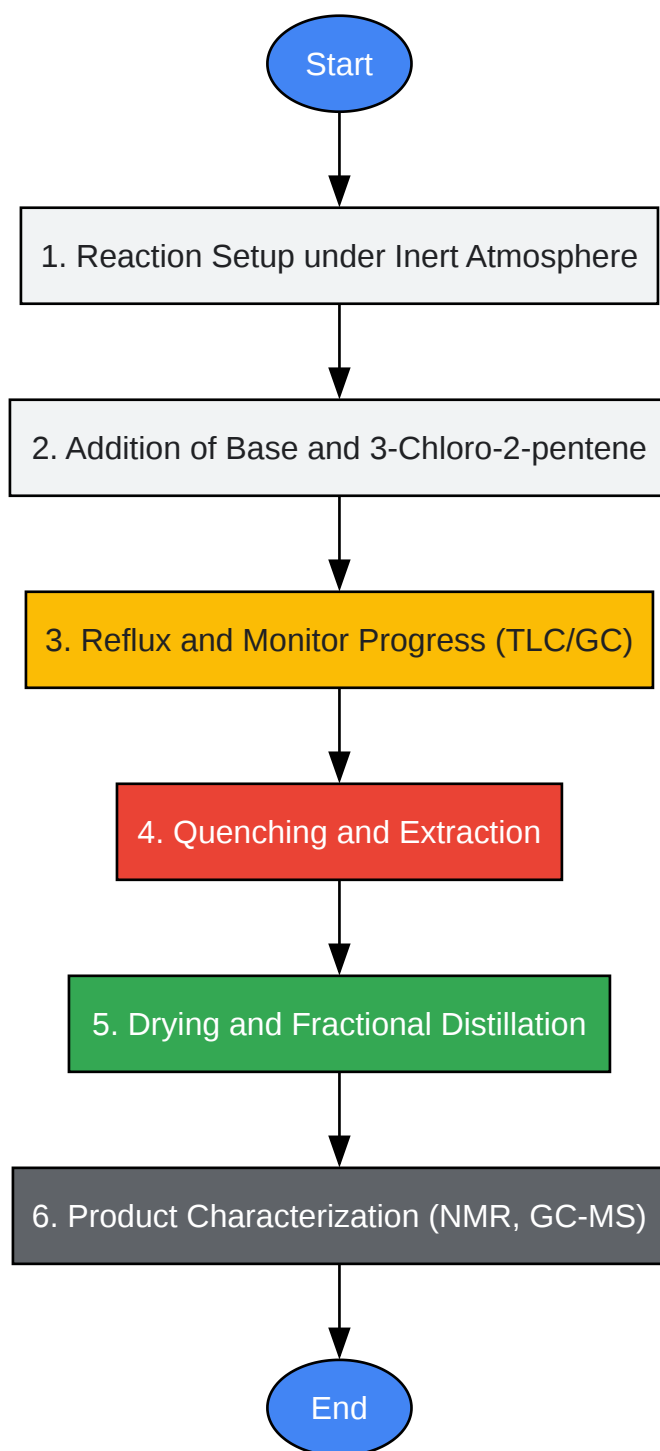 Start
1. Reaction Setup under Inert Atmosphere
2. Addition of Base and 3-Chloro-2-pentene
3. Reflux and Monitor Progress (TLC/GC)
4. Quenching and Extraction
5. Drying and Fractional Distillation
6. Product Characterization (NMR, GC-MS)
End